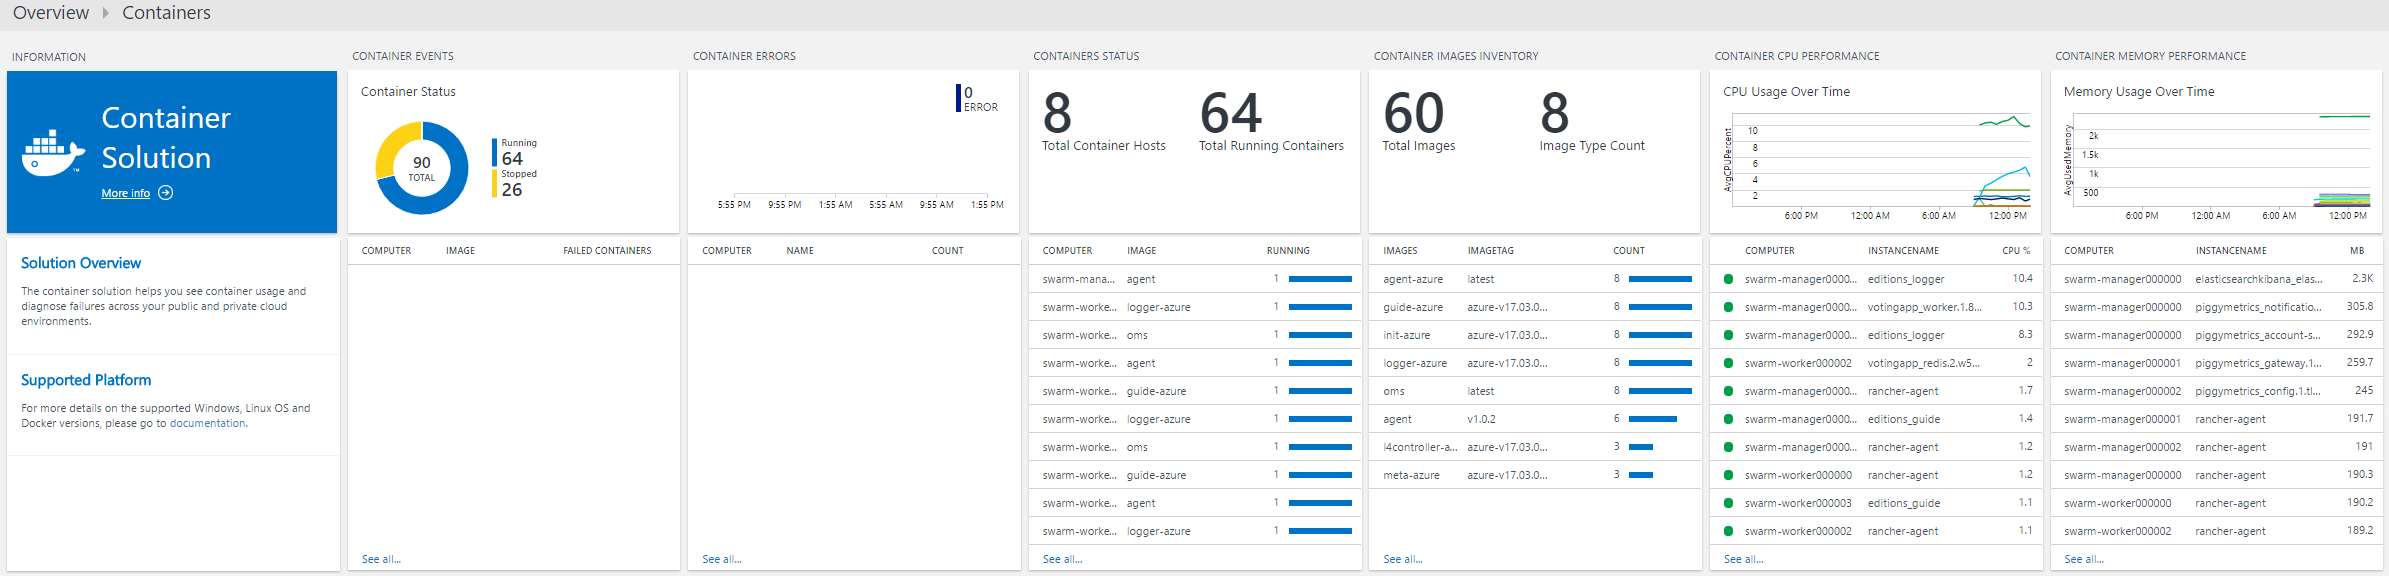 Overview Containers
INFORMATION
Container
Solution
More info
Solution Overview
The container solution helps you see container usage and
diagnose failures across your public and private cloud
environments.
Supported Platform
For more details on the supported Windows, Linux OS and
Docker versions, please go to documentation.
CONTAINER EVENTS
Container Status
90
TOTAL
Running
64
Stopped
26
COMPUTER IMAGE FAILED CONTAINERS
See all...
CONTAINER ERRORS
0
ERROR
5:55 PM 9:55 PM 1:55 AM 5:55 AM 9:55 AM 1:55 PM
COMPUTER NAME COUNT
See all...
CONTAINERS STATUS
8 64
Total Container Hosts Total Running Containers
COMPUTER IMAGE RUNNING
swarm-mana... agent 1
swarm-worke... logger-azure 1
swarm-worke... oms 1
swarm-worke... agent 1
swarm-worke... guide-azure 1
swarm-worke... logger-azure 1
swarm-worke... oms 1
swarm-worke... guide-azure 1
swarm-worke... agent 1
swarm-worke... logger-azure 1
See all...
CONTAINER IMAGES INVENTORY
60 8
Total Images Image Type Count
IMAGES IMAGETAG COUNT
agent-azure latest 8
guide-azure azure-v17.03.0... 8
init-azure azure-v17.03.0... 8
logger-azure azure-v17.03.0... 8
oms latest 8
agent v1.0.2 6
l4controller-a... azure-v17.03.0... 3
meta-azure azure-v17.03.0... 3
See all...
CONTAINER CPU PERFORMANCE
CPU Usage Over Time
AvgCPUPercent
10
8
6
4
2
6:00 PM 12:00 AM 6:00 AM 12:00 PM
COMPUTER INSTANCENAME CPU %
swarm-manager0000... editions_logger 10.4
swarm-manager0000... votingapp_worker.1.8... 10.3
swarm-manager0000... editions_logger 8.3
swarm-worker000002 votingapp_redis.2.w5... 2
swarm-manager0000... rancher-agent 1.7
swarm-manager0000... editions_guide 1.4
swarm-manager0000... rancher-agent 1.2
swarm-worker000000 rancher-agent 1.2
swarm-worker000003 editions_guide 1.1
swarm-worker000002 rancher-agent 1.1
See all...
CONTAINER MEMORY PERFORMANCE
Memory Usage Over Time
AvgUsedMemory
2k
1.5k
1k
500
6:00 PM 12:00 AM 6:00 AM 12:00 PM
COMPUTER INSTANCENAME MB
swarm-manager000000 elasticsearchkibana_elas... 2.3K
swarm-manager000000 piggymetrics_notificatio... 305.8
swarm-manager000000 piggymetrics_account-s... 292.9
swarm-manager000001 piggymetrics_gateway.1... 259.7
swarm-manager000002 piggymetrics_config.1.tl... 245
swarm-manager000001 rancher-agent 191.7
swarm-manager000002 rancher-agent 191
swarm-manager000000 rancher-agent 190.3
swarm-worker000000 rancher-agent 190.2
swarm-worker000002 rancher-agent 189.2
See all...